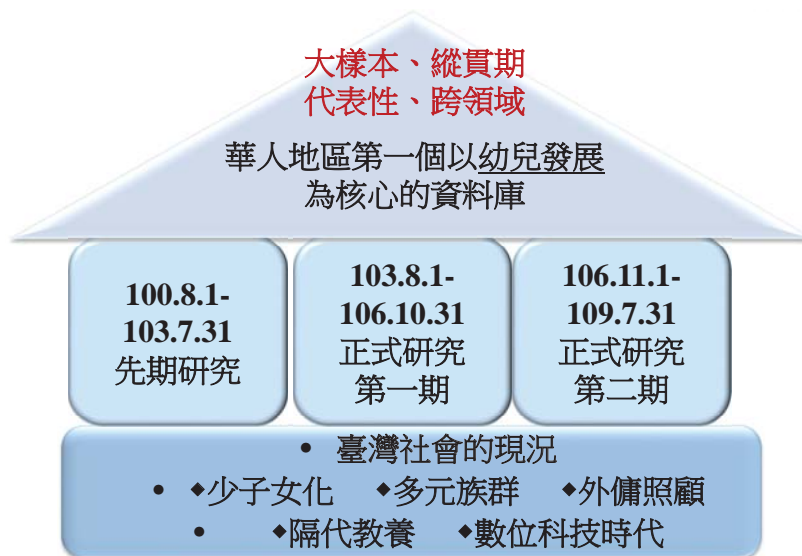 大樣本、縱貫期
代表性、跨領域
華人地區第一個以幼兒發展
為核心的資料庫
100.8.1-
103.7.31
先期研究
103.8.1-
106.10.31
正式研究
第一期
106.11.1-
109.7.31
正式研究
第二期
• 臺灣社會的現況
• ◆少子女化 ◆多元族群 ◆外傭照顧
• ◆隔代教養 ◆數位科技時代